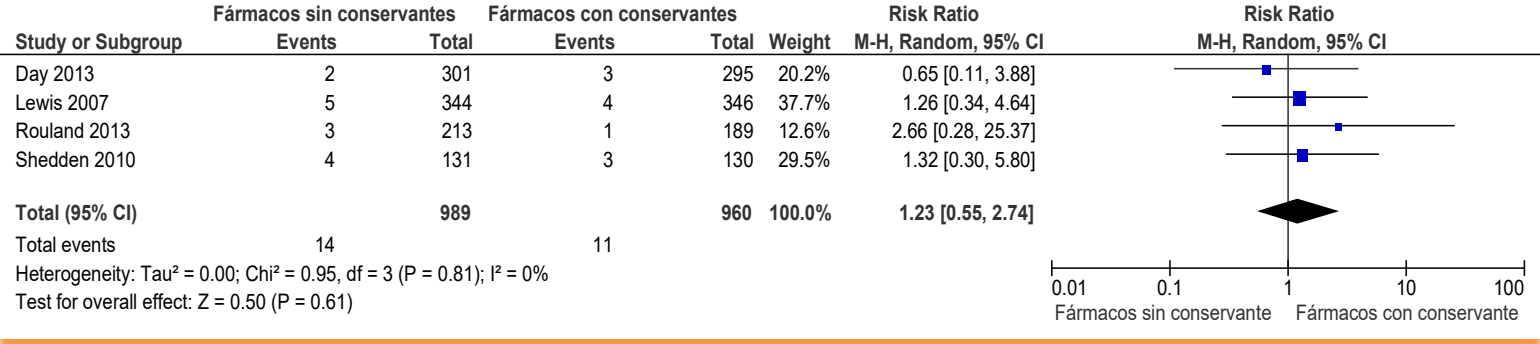 Fármacos sin conservantes Fármacos con conservantes Risk Ratio Risk Ratio
Study or Subgroup Events Total Events Total Weight M-H, Random, 95% CI M-H, Random, 95% CI
Day 2013 2 301 3 295 20.2% 0.65 [0.11, 3.88]
Lewis 2007 5 344 4 346 37.7% 1.26 [0.34, 4.64]
Rouland 2013 3 213 1 189 12.6% 2.66 [0.28, 25.37]
Shedden 2010 4 131 3 130 29.5% 1.32 [0.30, 5.80]
Total (95% CI) 989 960 100.0% 1.23 [0.55, 2.74]
Total events 14 11
Heterogeneity: Tau² = 0.00; Chi² = 0.95, df = 3 (P = 0.81); I² = 0%
Test for overall effect: Z = 0.50 (P = 0.61)
0.01 0.1 1 10 100
Fármacos sin conservante Fármacos con conservante